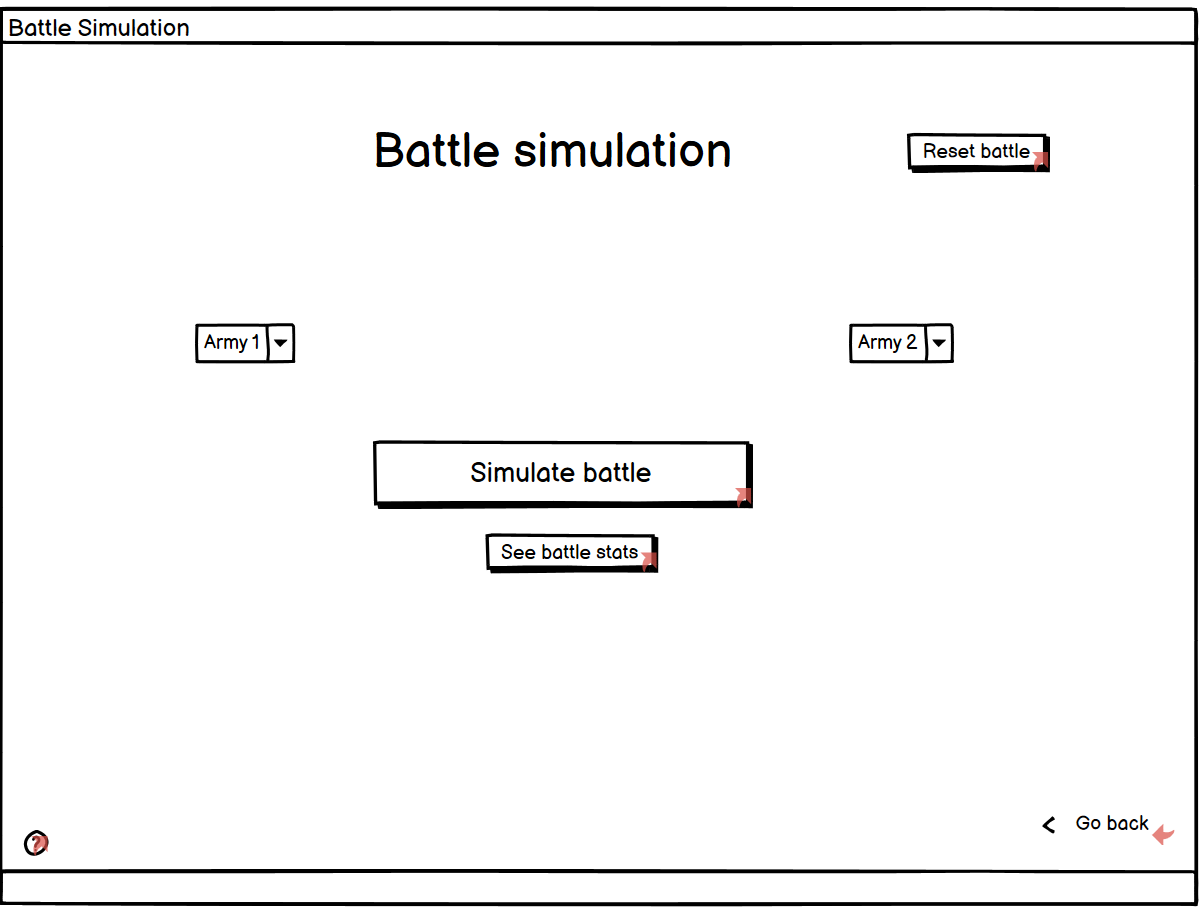 Battle Simulation
Battle simulation
Reset battle
Army 1
Army 2
Simulate battle
See battle stats
Go back
?